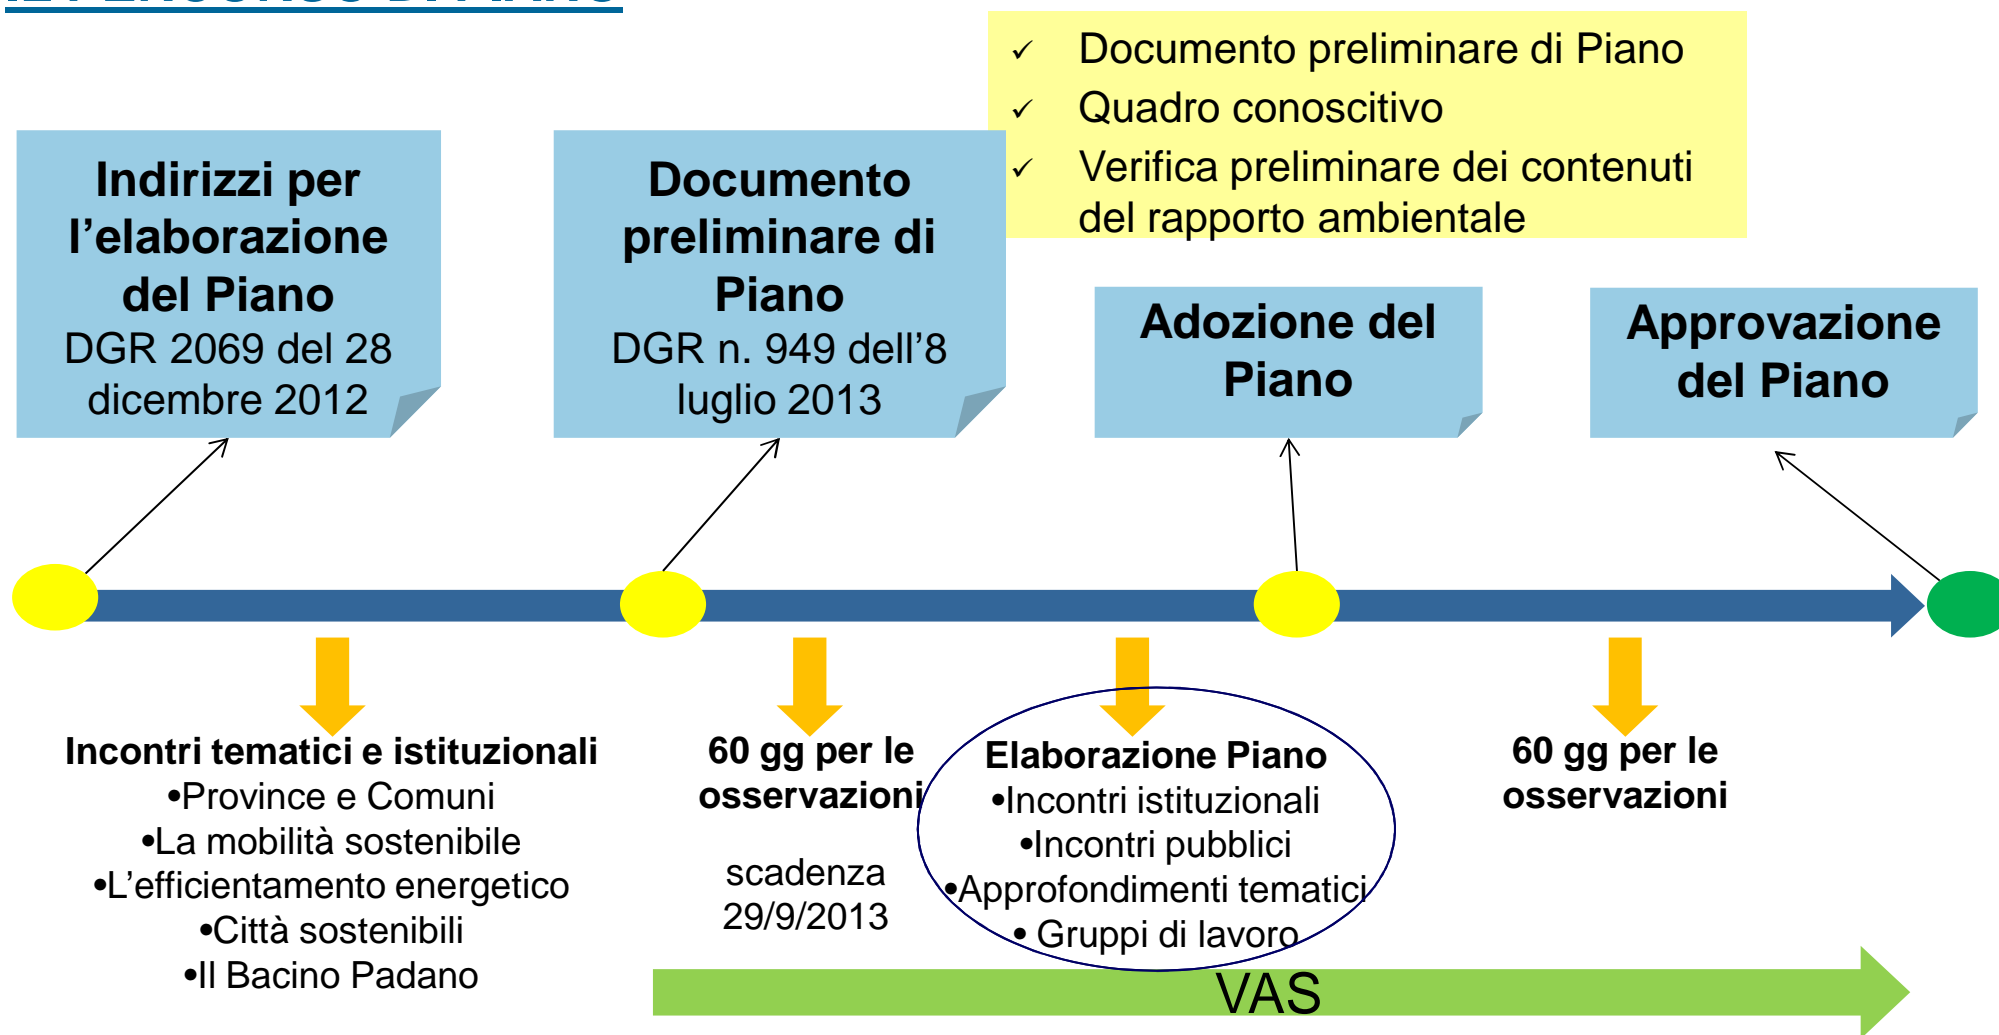 IL PERCORSO DI PIANO
✓ Documento preliminare di Piano
✓ Quadro conoscitivo
✓ Verifica preliminare dei contenuti
del rapporto ambientale
Indirizzi per
l’elaborazione
del Piano
DGR 2069 del 28
dicembre 2012
Documento
preliminare di
Piano
DGR n. 949 dell’8
luglio 2013
Adozione del
Piano
Approvazione
del Piano
Incontri tematici e istituzionali
•Province e Comuni
•La mobilità sostenibile
•L’efficientamento energetico
•Città sostenibili
•Il Bacino Padano
60 gg per le
osservazioni
scadenza
29/9/2013
Elaborazione Piano
•Incontri istituzionali
•Incontri pubblici
•Approfondimenti tematici
• Gruppi di lavoro
60 gg per le
osservazioni
VAS